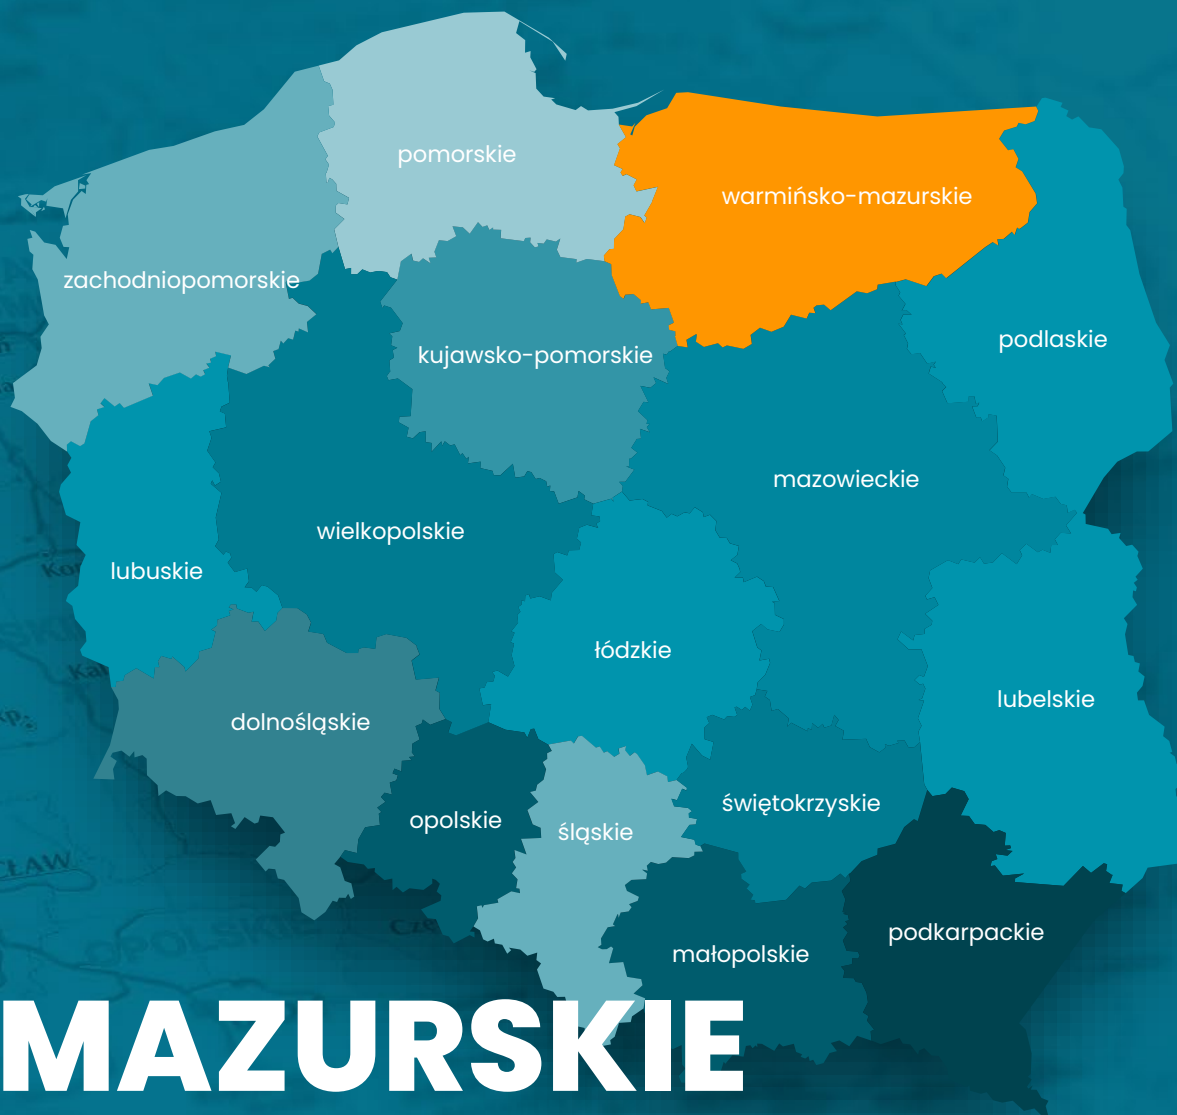 pomorskie
warmińsko-mazurskie
zachodniopomorskie
podlaskie
kujawsko-pomorskie
mazowieckie
wielkopolskie
lubuskie
łódzkie
lubelskie
dolnośląskie
świętokrzyskie
opolskie
śląskie
podkarpackie
małopolskie
OPOLSKIE
MAZURSKIE